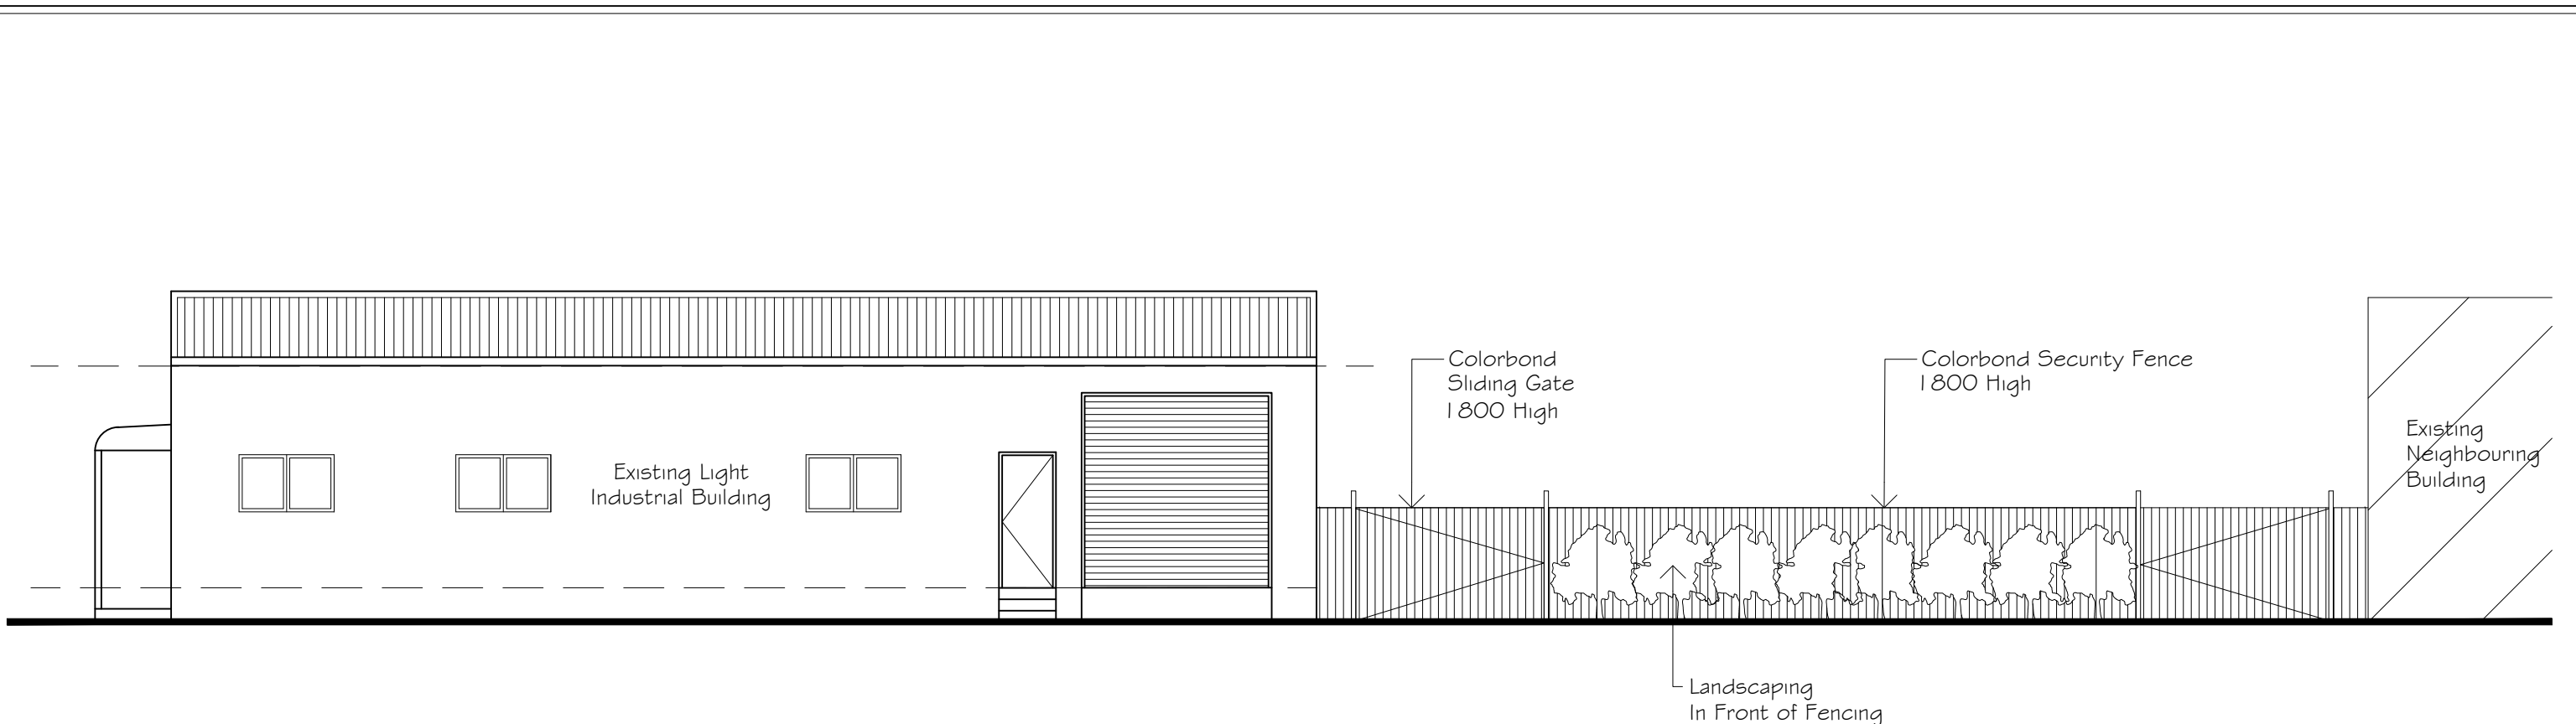 Colorbond
Sliding Gate
1800 High
Colorbond Security Fence
1800 High
Existing Light
Industrial Building
Existing
Neighbouring
Building
Landscaping
In Front of Fencing